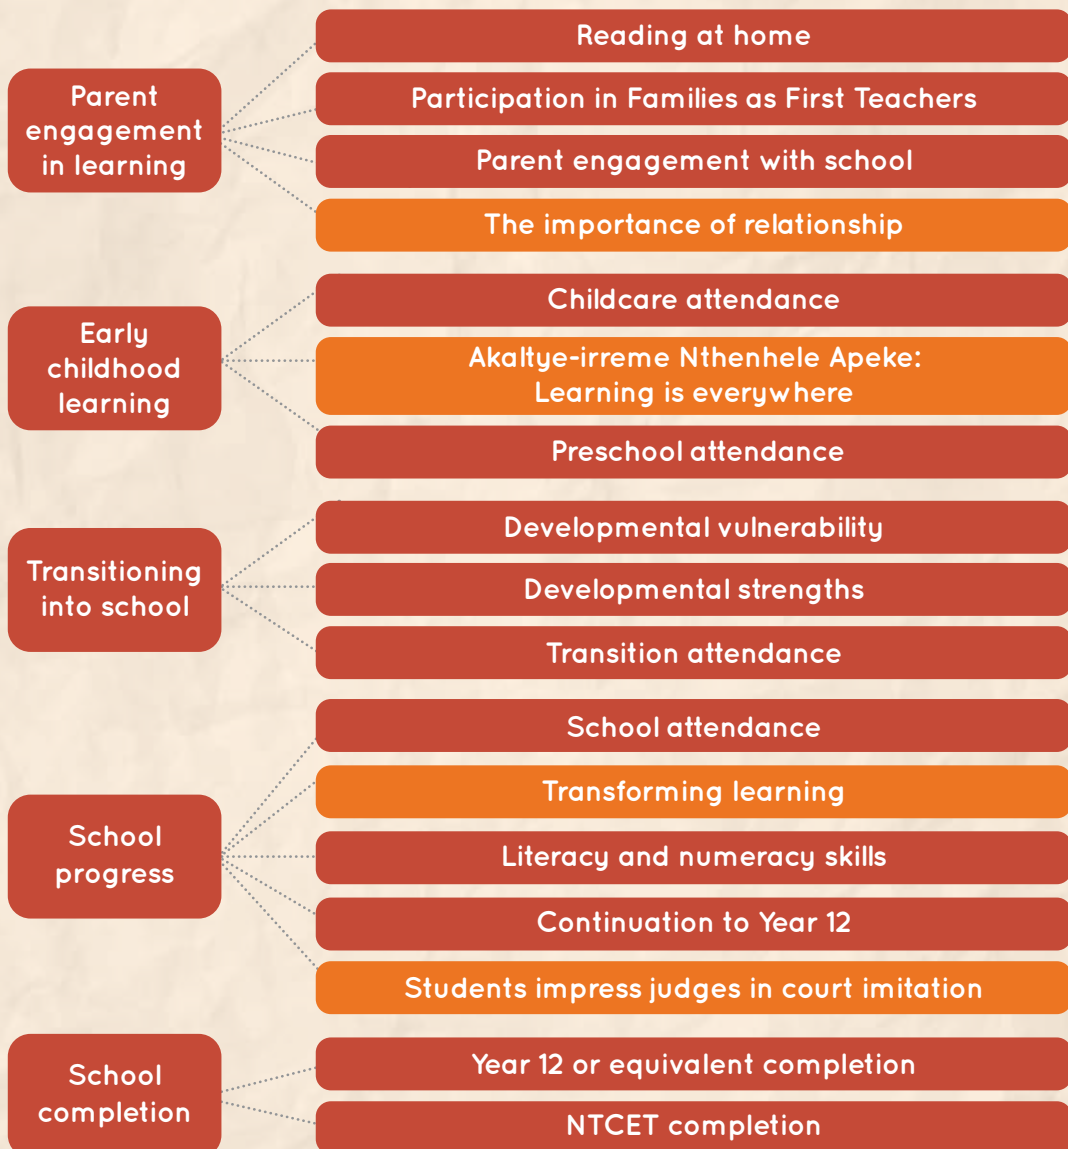 Parent
engagement
in learning
Reading at home
Participation in Families as First Teachers
Parent engagement with school
The importance of relationship
Early
childhood
learning
Childcare attendance
Akaltye-irreme Nthenhele Apeke:
Learning is everywhere
Preschool attendance
Transitioning
into school
Developmental vulnerability
Developmental strengths
Transition attendance
School
progress
School attendance
Transforming learning
Literacy and numeracy skills
Continuation to Year 12
Students impress judges in court imitation
School
completion
Year 12 or equivalent completion
NTCET completion